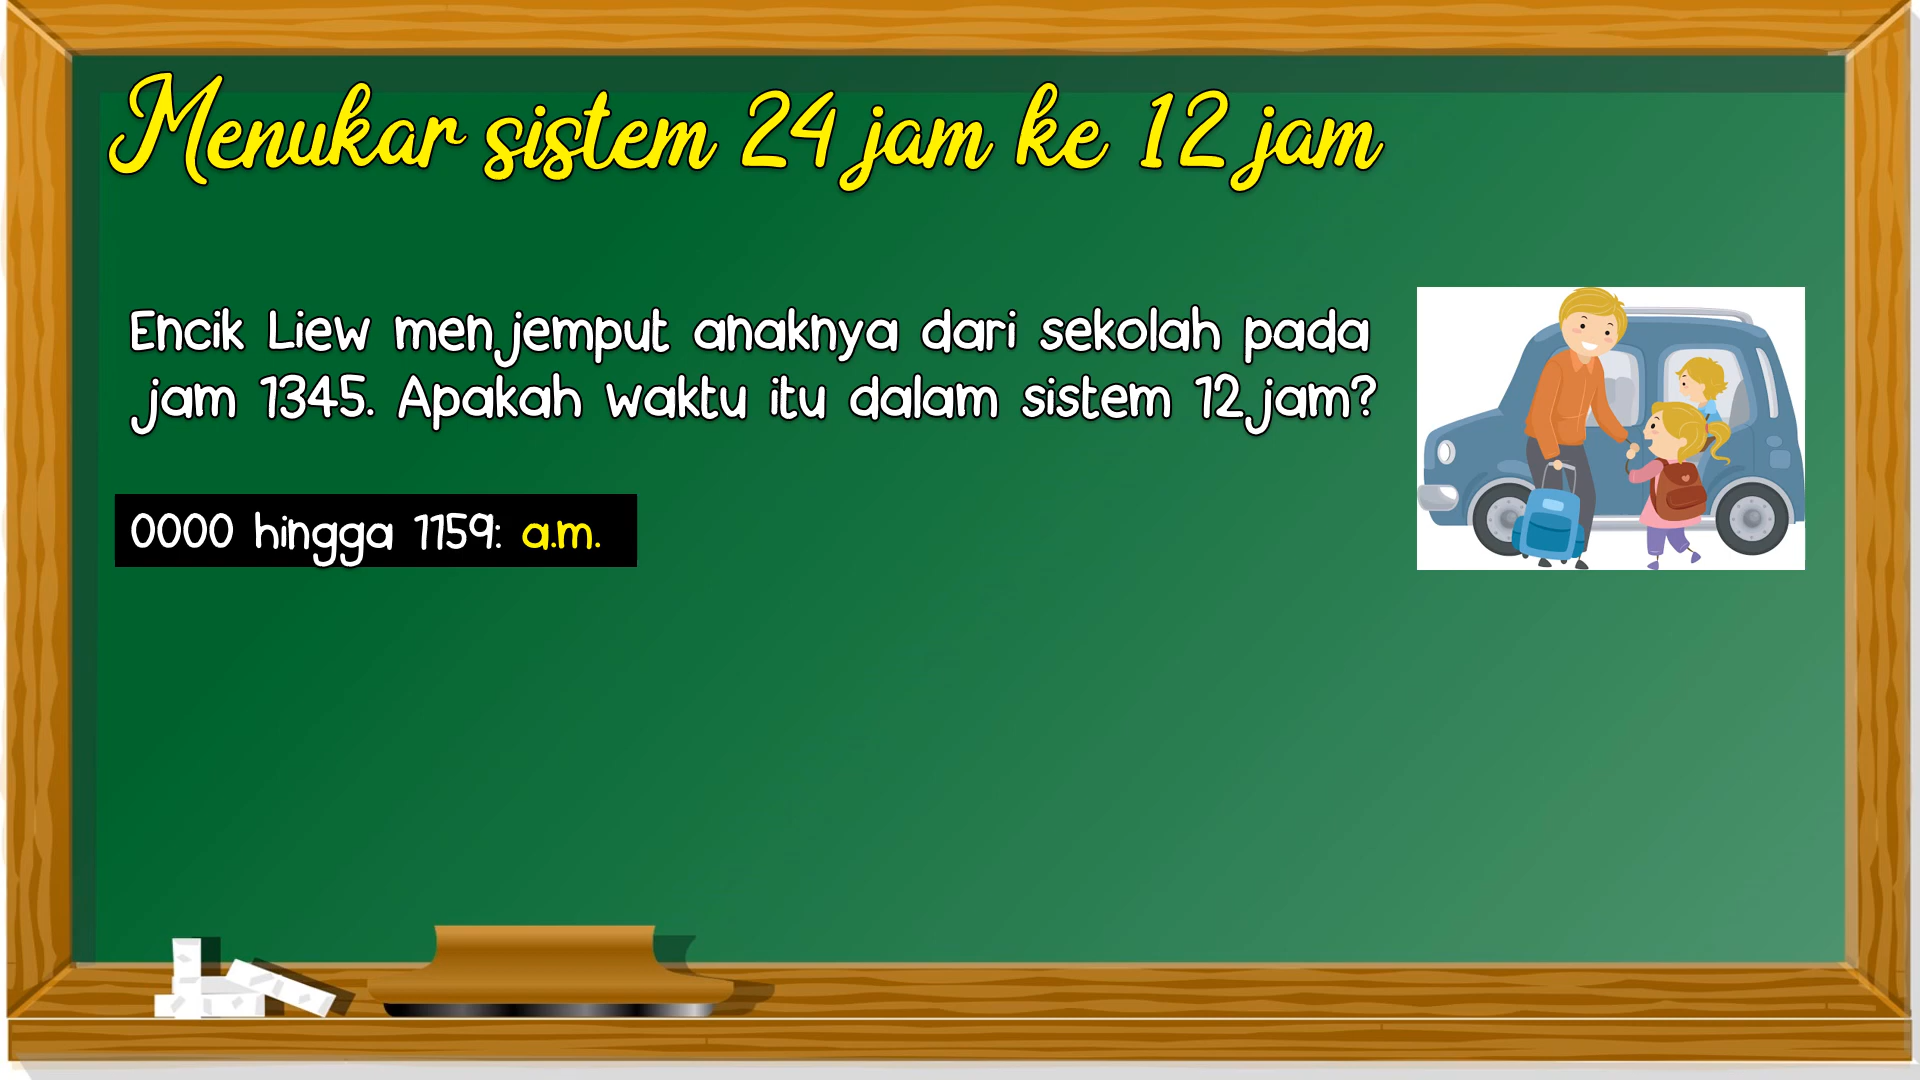 Menukar sistem 24 jam ke 12 jam
Encik Liew menjemput anaknya dari sekolah pada
jam 1345. Apakah waktu itu dalam sistem 12 jam?
0000 hingga 1159: a.m.